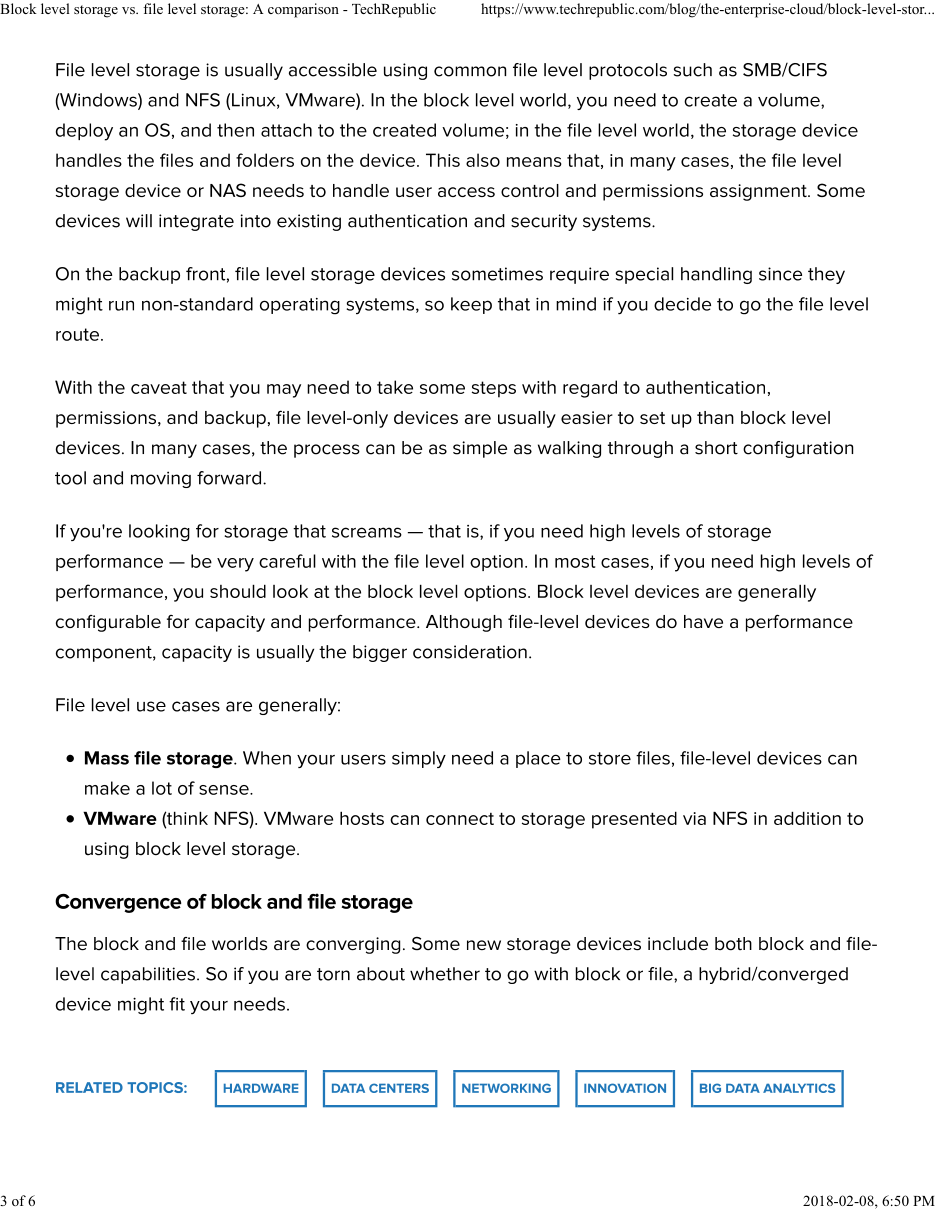 Block level storage vs. file level storage: A comparison - TechRepublic https://www.techrepublic.com/blog/the-enterprise-cloud/block-level-stor...
File level storage is usually accessible using common file level protocols such as SMB/CIFS
(Windows) and NFS (Linux, VMware). In the block level world, you need to create a volume,
deploy an OS, and then attach to the created volume; in the file level world, the storage device
handles the files and folders on the device. This also means that, in many cases, the file level
storage device or NAS needs to handle user access control and permissions assignment. Some
devices will integrate into existing authentication and security systems.
On the backup front, file level storage devices sometimes require special handling since they
might run non-standard operating systems, so keep that in mind if you decide to go the file level
route.
With the caveat that you may need to take some steps with regard to authentication,
permissions, and backup, file level-only devices are usually easier to set up than block level
devices. In many cases, the process can be as simple as walking through a short configuration
tool and moving forward.
If you're looking for storage that screams — that is, if you need high levels of storage
performance — be very careful with the file level option. In most cases, if you need high levels of
performance, you should look at the block level options. Block level devices are generally
configurable for capacity and performance. Although file-level devices do have a performance
component, capacity is usually the bigger consideration.
File level use cases are generally:
• Mass file storage. When your users simply need a place to store files, file-level devices can
make a lot of sense.
• VMware (think NFS). VMware hosts can connect to storage presented via NFS in addition to
using block level storage.
Convergence of block and file storage
The block and file worlds are converging. Some new storage devices include both block and file-
level capabilities. So if you are torn about whether to go with block or file, a hybrid/converged
device might fit your needs.
RELATED TOPICS: HARDWARE DATA CENTERS NETWORKING INNOVATION BIG DATA ANALYTICS
3 of 6 2018-02-08, 6:50 PM